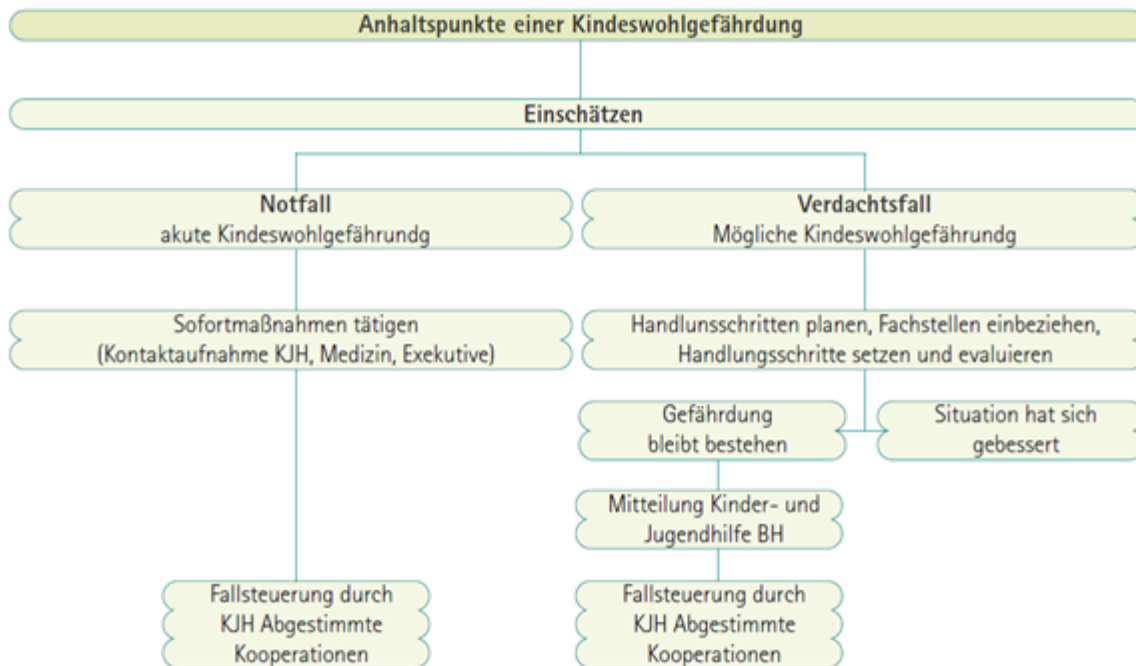 Anhaltspunkte einer Kindeswohlgefährdung
Einschätzen
Notfall
akute Kindeswohlgefährundg
Verdachtsfall
Mögliche Kindeswohlgefährundg
Sofortmaßnahmen tätigen
(Kontaktaufnahme KJH, Medizin, Exekutive)
Handlunsschritten planen, Fachstellen einbeziehen,
Handlungsschritte setzen und evaluieren
Gefährdung
bleibt bestehen
Situation hat sich
gebessert
Mitteilung Kinder- und
Jugendhilfe BH
Fallsteuerung durch
KJH Abgestimmte
Kooperationen
Fallsteuerung durch
KJH Abgestimmte
Kooperationen